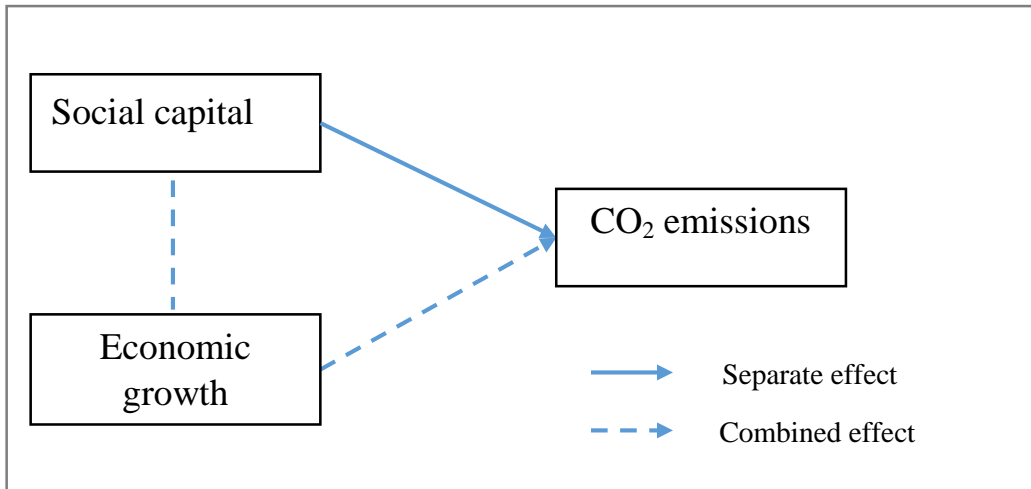 Social capital
CO₂ emissions
Economic
growth
Separate effect
Combined effect